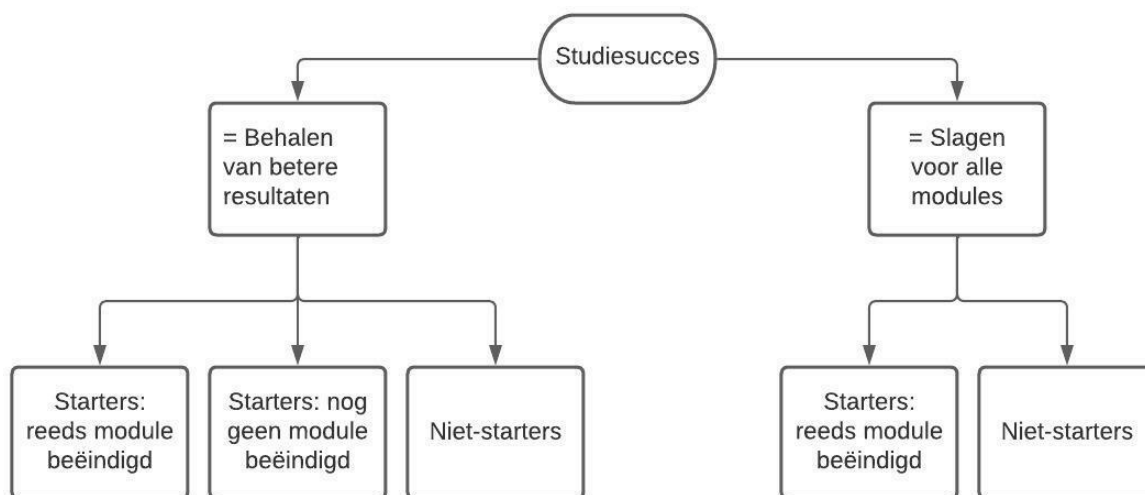 Studiesucces
= Behalen
van betere
resultaten
= Slagen
voor alle
modules
Starters:
reeds module
beëindigd
Starters: nog
geen module
beëindigd
Niet-starters
Starters:
reeds module
beëindigd
Niet-starters